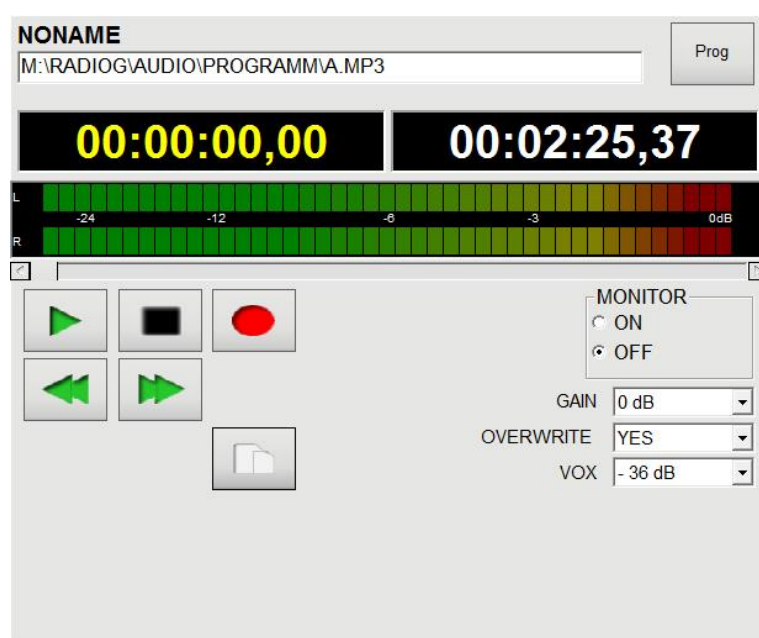 NONAME
Prog
M:\RADIOG\AUDIO\PROGRAMM\A.MP3
00:00:00,00 00:02:25,37
L
-24 -12 -6 -3 0dB
R
MONITOR
ON
OFF
GAIN 0 dB
OVERWRITE YES
VOX - 36 dB